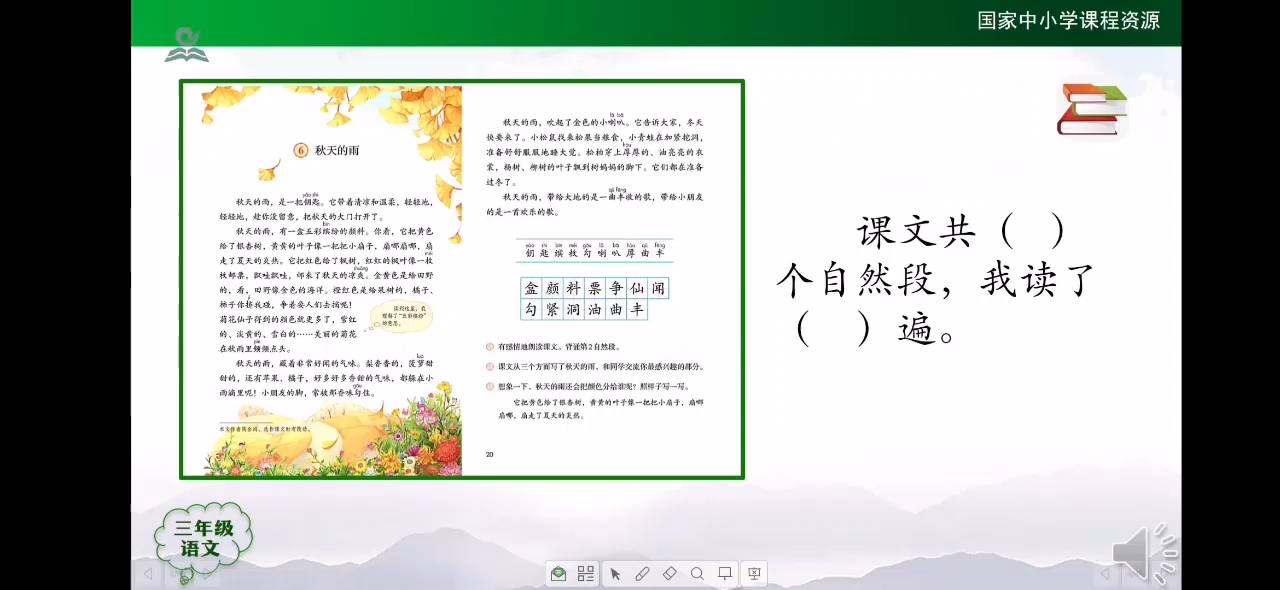 国家中小学课程资源
6 秋天的雨
秋天的雨，是一把钥匙。它带着清凉和温柔，轻轻地，
轻轻地，趁你没留意，把秋天的大门打开了。
秋天的雨，有一盒五彩缤纷的颜料。你看，它把黄色
给了银杏树，黄黄的叶子像一把把小扇子，扇哪扇哪，扇
走了夏天的炎热。它把红色给了枫树，红红的枫叶像一枚
枚邮票，飘哇飘哇，邮来了秋天的凉爽。金黄色是给田野
的，看，田野像金色的海洋。橙红色是给果树的，橘子、
柿子你挤我碰，争着要人们去摘呢！
菊花仙子得到的颜色就更多了，紫红
的、淡黄的、雪白的……美丽的菊花
在秋雨里频频点头。
读到这里，我
理解了“五彩缤纷”
的意思。
秋天的雨，藏着非常好闻的气味。梨香香的，菠萝甜
甜的，还有苹果、橘子，好多好多香甜的气味，都躲在小
雨滴里呢！小朋友的脚，常被那香味勾住。
秋天的雨，吹起了金色的小喇叭。它告诉大家，冬天
快要来了。小松鼠找来松果当粮食，小青蛙在加紧挖洞，
准备舒舒服服地睡大觉。松柏穿上厚厚的、油亮亮的衣
裳，杨树、柳树的叶子飘到树妈妈的脚下。它们都在准备
过冬了。
秋天的雨，带给大地的是一曲丰收的歌，带给小朋友
的是一首欢乐的歌。
yào shi bīn méi gōu lǎ bā hòu qǔ fēng
钥 匙 缤 枚 勾 喇 叭 厚 曲 丰
盒 颜 料 票 争 仙 闻
勾 紧 洞 油 曲 丰
有感情地朗读课文。背诵第2自然段。
课文从三个方面写了秋天的雨，和同学交流你最感兴趣的部分。
想象一下，秋天的雨还会把颜色分给谁呢？照样子写一写。
它把黄色给了银杏树，黄黄的叶子像一把把小扇子，扇哪
扇哪，扇走了夏天的炎热。
20
课文共（ ）
个自然段，我读了
（ ）遍。
三年级
语文